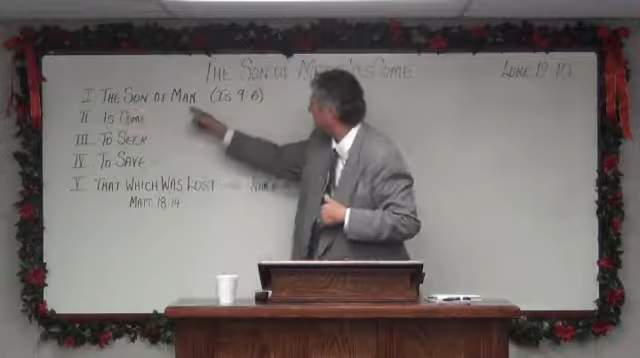 THE SON OF MAN IS COME
LUKE 19:10
I THE SON OF MAN (IS 9:6)
II IS COME
III TO SEEK
IV TO SAVE
V THAT WHICH WAS LOST
MATT 18:14